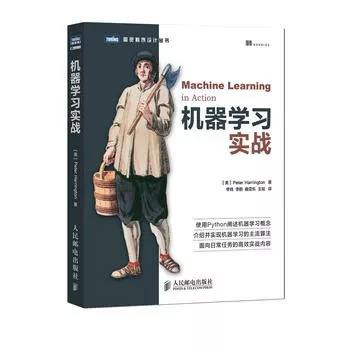 TURING 图灵程序设计丛书
MANNING
Machine Learning
in Action
机器学习
实战
[美] Peter Harrington 著
李锐 李鹏 曲亚东 王斌 译
使用Python阐述机器学习概念
介绍并实现机器学习的主流算法
面向日常任务的高效实战内容
人民邮电出版社
机器学习实战
[美] Peter Harrington 著
人民邮电出版社